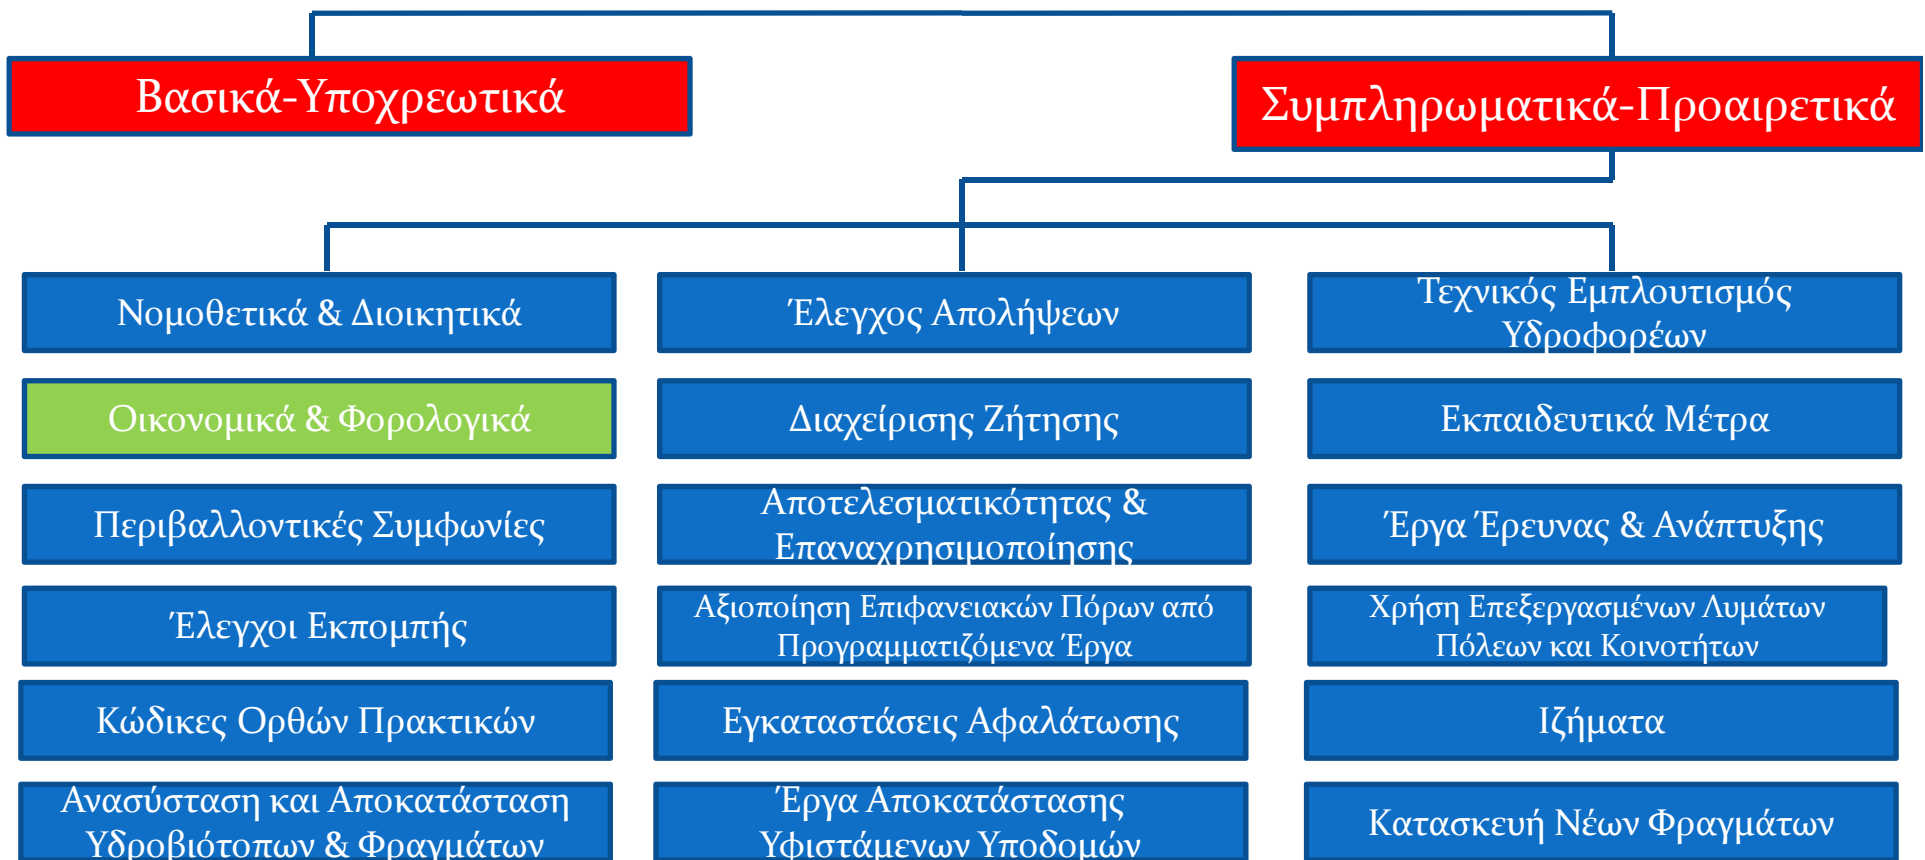 Βασικά-Υποχρεωτικά
Συμπληρωματικά-Προαιρετικά
Νομοθετικά & Διοικητικά
Έλεγχος Απολήψεων
Τεχνικός Εμπλουτισμός
Υδροφορέων
Οικονομικά & Φορολογικά
Διαχείρισης Ζήτησης
Εκπαιδευτικά Μέτρα
Περιβαλλοντικές Συμφωνίες
Αποτελεσματικότητας &
Επαναχρησιμοποίησης
Έργα Έρευνας & Ανάπτυξης
Έλεγχοι Εκπομπής
Αξιοποίηση Επιφανειακών Πόρων από
Προγραμματιζόμενα Έργα
Χρήση Επεξεργασμένων Λυμάτων
Πόλεων και Κοινοτήτων
Κώδικες Ορθών Πρακτικών
Εγκαταστάσεις Αφαλάτωσης
Ιζήματα
Ανασύσταση και Αποκατάσταση
Υδροβιότοπων & Φραγμάτων
Έργα Αποκατάστασης
Υφιστάμενων Υποδομών
Κατασκευή Νέων Φραγμάτων